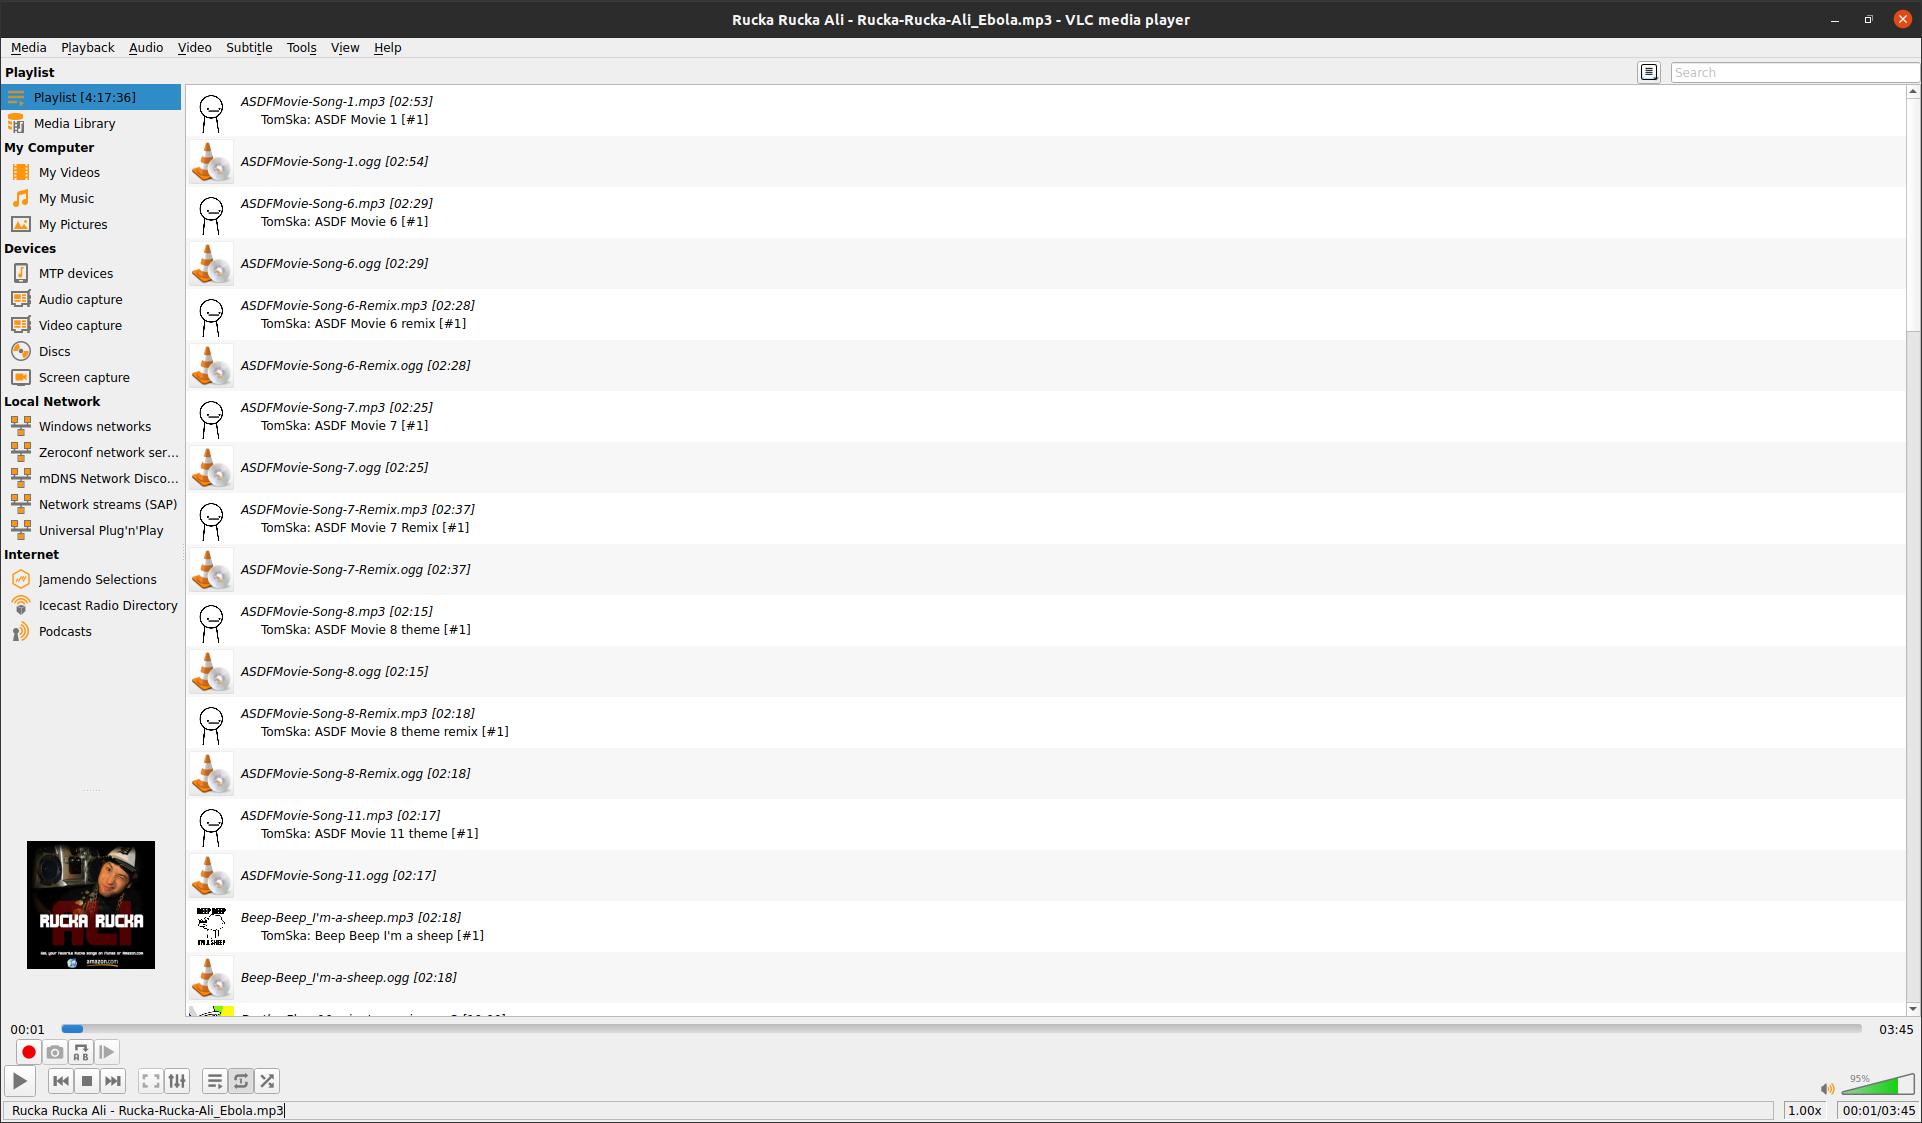 Rucka Rucka Ali - Rucka-Rucka-Ali_Ebola.mp3 - VLC media player
Media Playback Audio Video Subtitle Tools View Help
Playlist
Search
Playlist [4:17:36]
Media Library
My Computer
My Videos
My Music
My Pictures
Devices
MTP devices
Audio capture
Video capture
Discs
Screen capture
Local Network
Windows networks
Zeroconf network ser...
mDNS Network Disco...
Network streams (SAP)
Universal Plug'n'Play
Internet
Jamendo Selections
Icecast Radio Directory
Podcasts
ASDFMovie-Song-1.mp3 [02:53]
TomSka: ASDF Movie 1 [#1]
ASDFMovie-Song-1.ogg [02:54]
ASDFMovie-Song-6.mp3 [02:29]
TomSka: ASDF Movie 6 [#1]
ASDFMovie-Song-6.ogg [02:29]
ASDFMovie-Song-6-Remix.mp3 [02:28]
TomSka: ASDF Movie 6 remix [#1]
ASDFMovie-Song-6-Remix.ogg [02:28]
ASDFMovie-Song-7.mp3 [02:25]
TomSka: ASDF Movie 7 [#1]
ASDFMovie-Song-7.ogg [02:25]
ASDFMovie-Song-7-Remix.mp3 [02:37]
TomSka: ASDF Movie 7 Remix [#1]
ASDFMovie-Song-7-Remix.ogg [02:37]
ASDFMovie-Song-8.mp3 [02:15]
TomSka: ASDF Movie 8 theme [#1]
ASDFMovie-Song-8.ogg [02:15]
ASDFMovie-Song-8-Remix.mp3 [02:18]
TomSka: ASDF Movie 8 theme remix [#1]
ASDFMovie-Song-8-Remix.ogg [02:18]
ASDFMovie-Song-11.mp3 [02:17]
TomSka: ASDF Movie 11 theme [#1]
ASDFMovie-Song-11.ogg [02:17]
BEEP BEEP
I'M A SHEEP
Beep-Beep_I'm-a-sheep.mp3 [02:18]
TomSka: Beep Beep I'm a sheep [#1]
Beep-Beep_I'm-a-sheep.ogg [02:18]
RUCKA RUCKA
ALI
amazon.com
00:01
03:45
A B
95%
Rucka Rucka Ali - Rucka-Rucka-Ali_Ebola.mp3
1.00x
00:01/03:45